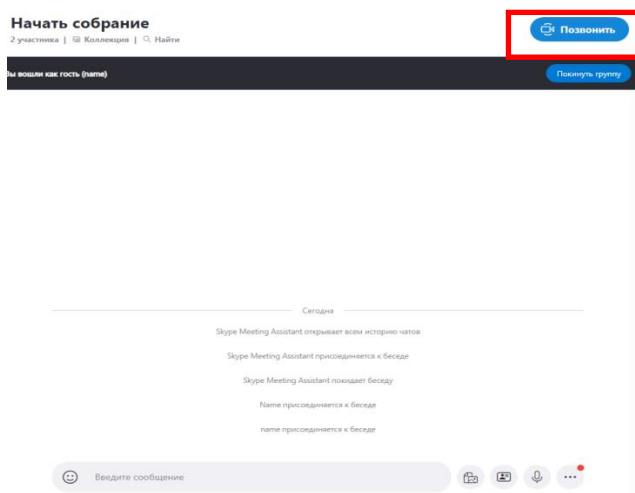 Начать собрание
Позвонить
2 участника | Коллекция | Найти
Вы вошли как гость (name)
Покинуть группу
Сегодня
Skype Meeting Assistant открывает всем историю чатов
Skype Meeting Assistant присоединяется к беседе
Skype Meeting Assistant покидает беседу
Name присоединяется к беседе
name присоединяется к беседе
Введите сообщение